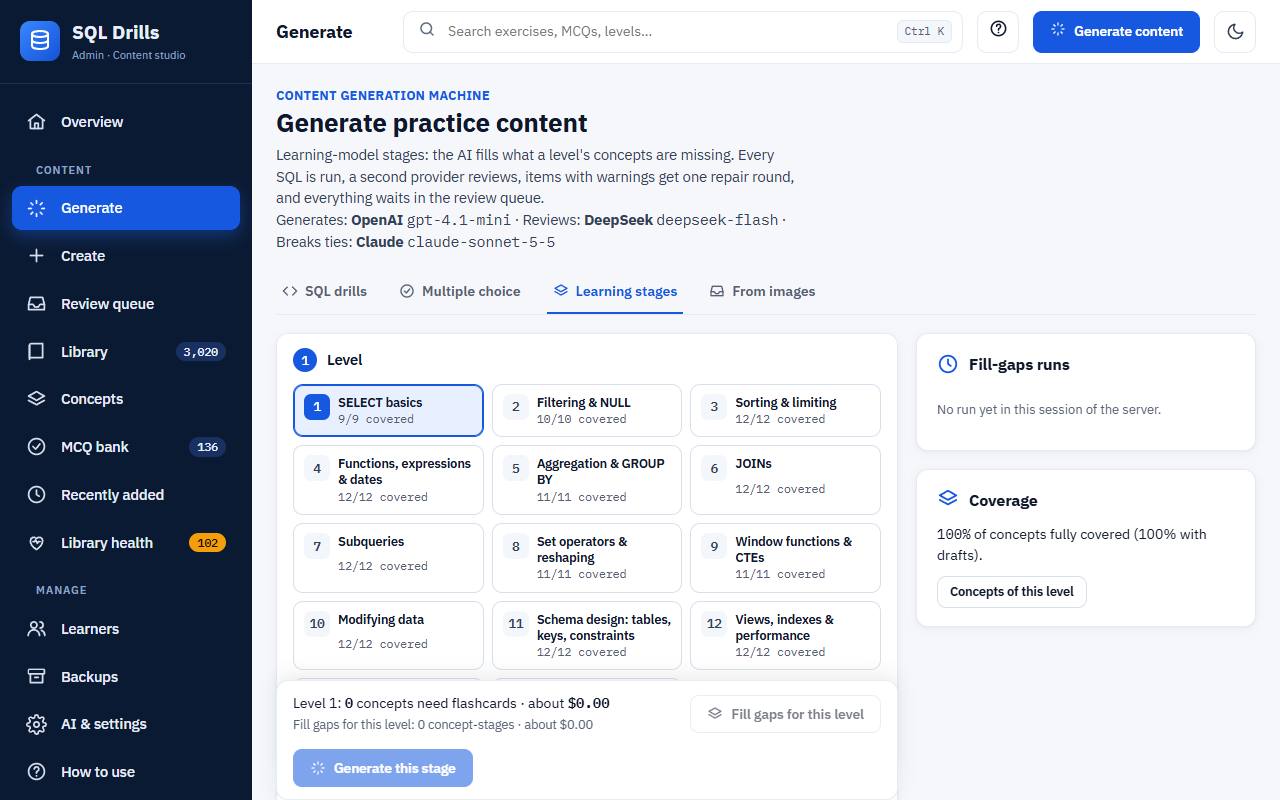 SQL Drills
Admin · Content studio
Overview
CONTENT
Generate
Create
Review queue
Library 3,020
Concepts
MCQ bank 136
Recently added
Library health 102
MANAGE
Learners
Backups
AI & settings
How to use
Generate
Search exercises, MCQs, levels...
Ctrl K
Generate content
CONTENT GENERATION MACHINE
Generate practice content
Learning-model stages: the AI fills what a level's concepts are missing. Every
SQL is run, a second provider reviews, items with warnings get one repair round,
and everything waits in the review queue.
Generates: OpenAI gpt-4.1-mini · Reviews: DeepSeek deepseek-flash ·
Breaks ties: Claude claude-sonnet-5-5
SQL drills
Multiple choice
Learning stages
From images
1 Level
1 SELECT basics
9/9 covered
2 Filtering & NULL
10/10 covered
3 Sorting & limiting
12/12 covered
4 Functions, expressions
& dates
12/12 covered
5 Aggregation & GROUP
BY
11/11 covered
6 JOINs
12/12 covered
7 Subqueries
12/12 covered
8 Set operators &
reshaping
11/11 covered
9 Window functions &
CTEs
11/11 covered
10 Modifying data
12/12 covered
11 Schema design: tables,
keys, constraints
12/12 covered
12 Views, indexes &
performance
12/12 covered
Level 1: 0 concepts need flashcards · about $0.00
Fill gaps for this level: 0 concept-stages · about $0.00
Fill gaps for this level
Generate this stage
Fill-gaps runs
No run yet in this session of the server.
Coverage
100% of concepts fully covered (100% with
drafts).
Concepts of this level